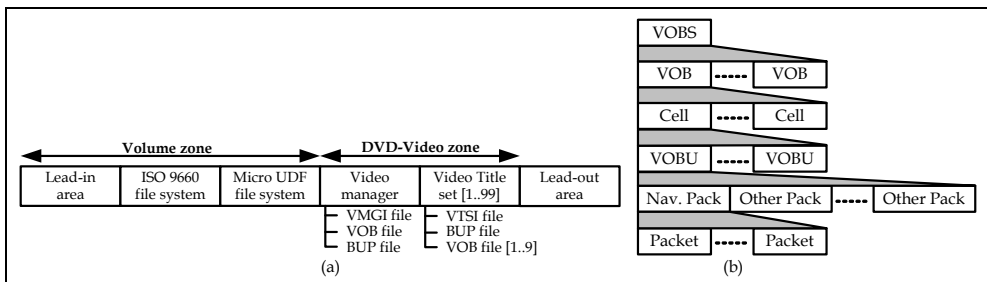 Volume zone
DVD-Video zone
Lead-in area
ISO 9660 file system
Micro UDF file system
Video manager
Video Title set [1..99]
Lead-out area
VMGI file
VOB file
BUP file
VTSI file
BUP file
VOB file [1..9]
(a)
VOBS
VOB VOB
Cell Cell
VOBU VOBU
Nav. Pack Other Pack Other Pack
Packet Packet
(b)